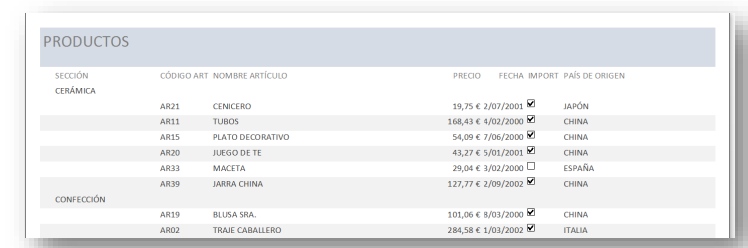 PRODUCTOS
SECCIÓN CÓDIGO ART NOMBRE ARTÍCULO PRECIO FECHA IMPORT PAÍS DE ORIGEN
CERÁMICA
AR21 CENICERO 19,75 € 2/07/2001 JAPÓN
AR11 TUBOS 168,43 € 4/02/2000 CHINA
AR15 PLATO DECORATIVO 54,09 € 7/06/2000 CHINA
AR20 JUEGO DE TE 43,27 € 5/01/2001 CHINA
AR33 MACETA 29,04 € 3/02/2000 ESPAÑA
AR39 JARRA CHINA 127,77 € 2/09/2002 CHINA
CONFECCIÓN
AR19 BLUSA SRA. 101,06 € 8/03/2000 CHINA
AR02 TRAJE CABALLERO 284,58 € 1/03/2002 ITALIA